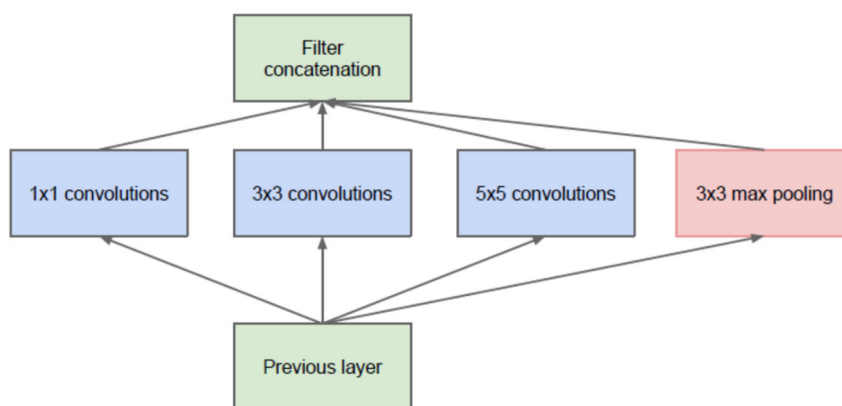 Filter
concatenation
1x1 convolutions
3x3 convolutions
5x5 convolutions
3x3 max pooling
Previous layer